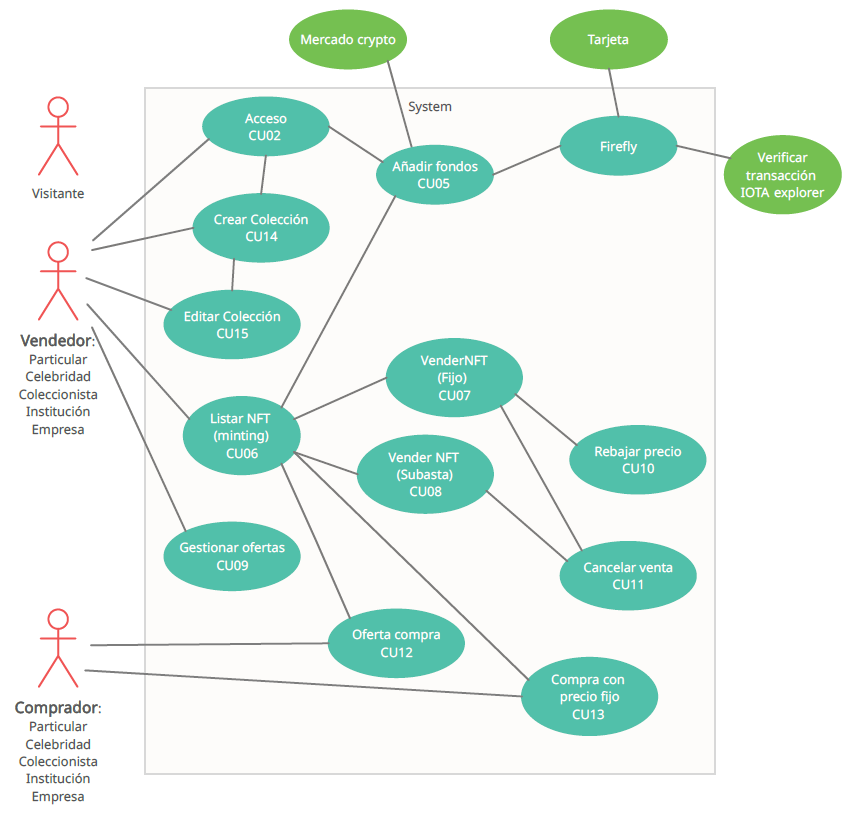 Mercado crypto
Tarjeta
System
Acceso
CU02
Añadir fondos
CU05
Firefly
Verificar
transacción
IOTA explorer
Visitante
Crear Colección
CU14
Editar Colección
CU15
Vendedor:
Particular
Celebridad
Coleccionista
Institución
Empresa
VenderNFT
(Fijo)
CU07
Listar NFT
(minting)
CU06
Vender NFT
(Subasta)
CU08
Rebajar precio
CU10
Gestionar ofertas
CU09
Cancelar venta
CU11
Oferta compra
CU12
Compra con
precio fijo
CU13
Comprador:
Particular
Celebridad
Coleccionista
Institución
Empresa